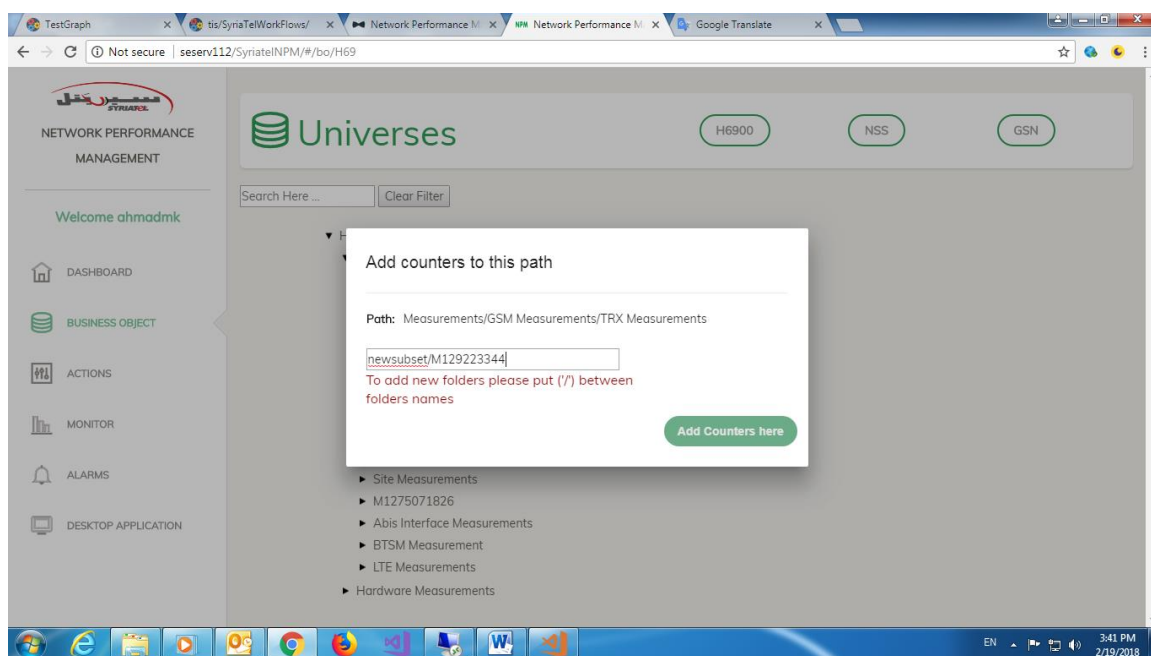 TestGraph
tis/SyriaTelWorkFlows/
Network Performance M
Network Performance M
Google Translate
Not secure | seserv112/SyriatelNPM/#/bo/H69
سيريتل
SYRIATEL
NETWORK PERFORMANCE
MANAGEMENT
Universes
H6900
NSS
GSN
Search Here ...
Clear Filter
Welcome ahmadmk
DASHBOARD
BUSINESS OBJECT
ACTIONS
MONITOR
ALARMS
DESKTOP APPLICATION
Add counters to this path
Path: Measurements/GSM Measurements/TRX Measurements
newsubset/M129223344
To add new folders please put ('/') between
folders names
Add Counters here
Site Measurements
M1275071826
Abis Interface Measurements
BTSM Measurement
LTE Measurements
Hardware Measurements
EN
3:41 PM
2/19/2018